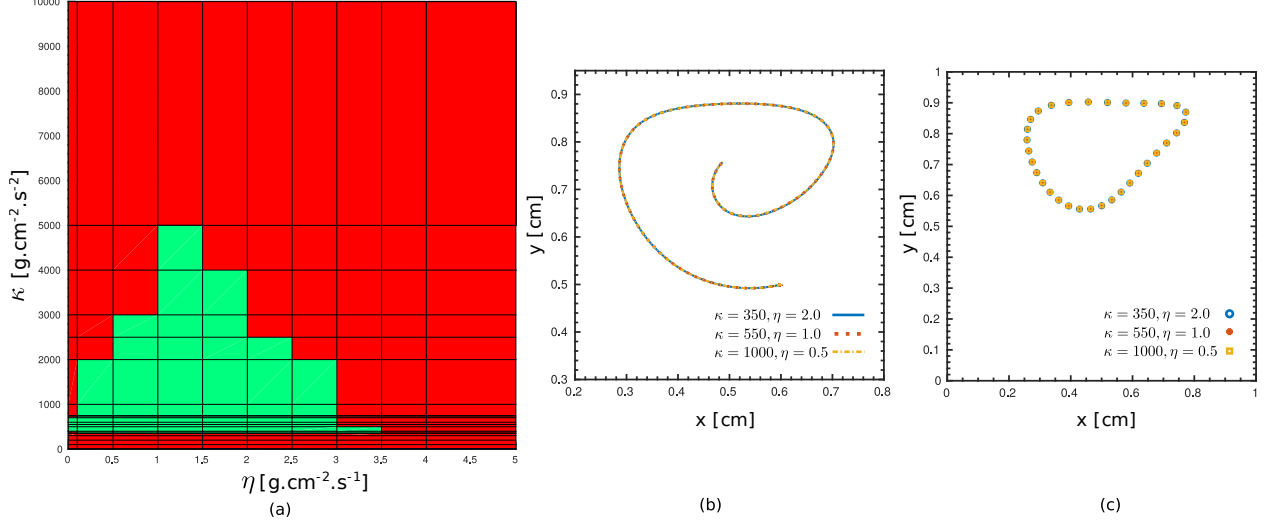 10000
9000
8000
7000
6000
5000
4000
3000
2000
1000
0
κ [g.cm-2.s-2]
0 0.5 1 1.5 2 2.5 3 3.5 4 4.5 5
η [g.cm-2.s-1]
(a)
0.9
0.8
0.7
0.6
0.5
0.4
0.3
y [cm]
κ = 350, η = 2.0
κ = 550, η = 1.0
κ = 1000, η = 0.5
0.2 0.3 0.4 0.5 0.6 0.7 0.8
x [cm]
(b)
1
0.9
0.8
0.7
0.6
0.5
0.4
0.3
0.2
0.1
0
y [cm]
κ = 350, η = 2.0
κ = 550, η = 1.0
κ = 1000, η = 0.5
0 0.2 0.4 0.6 0.8 1
x [cm]
(c)